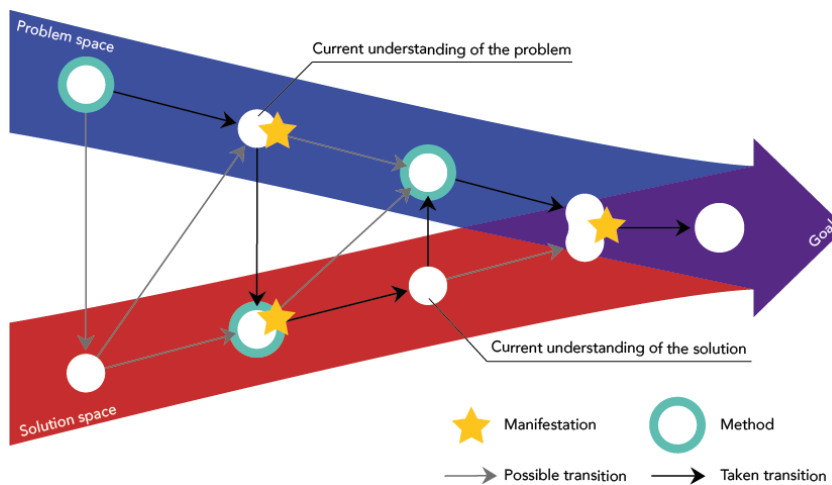 Problem space
Current understanding of the problem
Goal
Current understanding of the solution
Solution space
Manifestation
Method
Possible transition
Taken transition